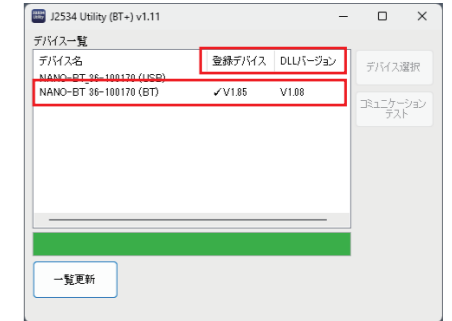 J2534 Utility (BT+) v1.11
デバイス一覧
デバイス名 登録デバイス DLLバージョン
NANO-BT 36-100170 (USB)
NANO-BT 36-100170 (BT) ✓V1.85 V1.08
デバイス選択
コミュニケーション
テスト
一覧更新